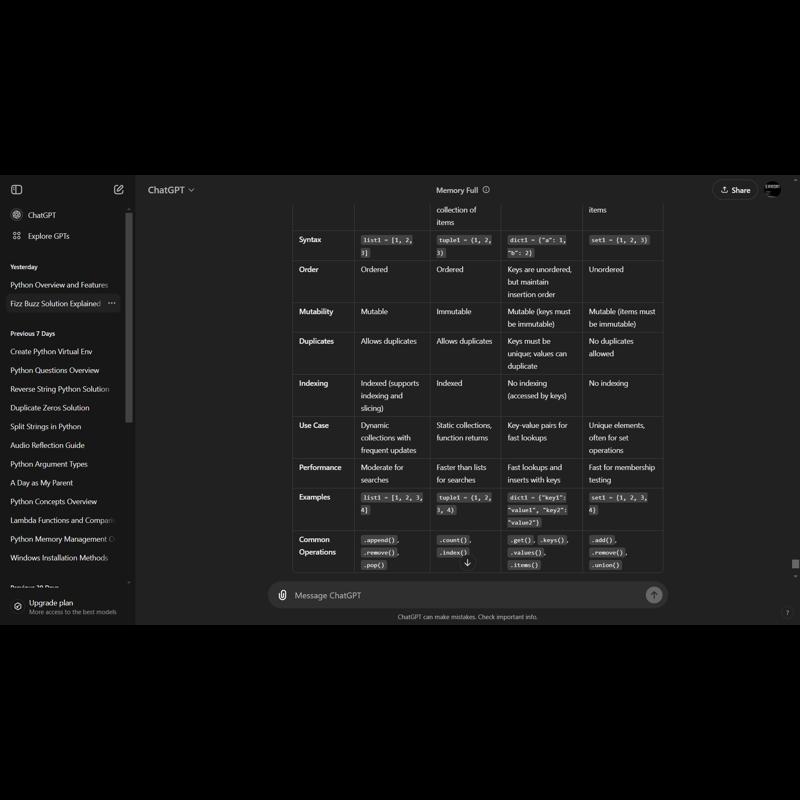 ChatGPT
Memory Full
Share
ChatGPT
Explore GPTs
Yesterday
Python Overview and Features
Fizz Buzz Solution Explained
Previous 7 Days
Create Python Virtual Env
Python Questions Overview
Reverse String Python Solution
Duplicate Zeros Solution
Split Strings in Python
Audio Reflection Guide
Python Argument Types
A Day as My Parent
Python Concepts Overview
Lambda Functions and Comparis
Python Memory Management O
Windows Installation Methods
Previous 30 Days
Upgrade plan
More access to the best models
collection of
items
items
Syntax
list1 = [1, 2,
3]
tuple1 = (1, 2,
3)
dict1 = {"a": 1,
"b": 2}
set1 = {1, 2, 3}
Order
Ordered
Ordered
Keys are unordered,
but maintain
insertion order
Unordered
Mutability
Mutable
Immutable
Mutable (keys must
be immutable)
Mutable (items must
be immutable)
Duplicates
Allows duplicates
Allows duplicates
Keys must be
unique; values can
duplicate
No duplicates
allowed
Indexing
Indexed (supports
indexing and
slicing)
Indexed
No indexing
(accessed by keys)
No indexing
Use Case
Dynamic
collections with
frequent updates
Static collections,
function returns
Key-value pairs for
fast lookups
Unique elements,
often for set
operations
Performance
Moderate for
searches
Faster than lists
for searches
Fast lookups and
inserts with keys
Fast for membership
testing
Examples
list1 = [1, 2, 3,
4]
tuple1 = (1, 2,
3, 4)
dict1 = {"key1":
"value1", "key2":
"value2"}
set1 = {1, 2, 3,
4}
Common
Operations
.append(),
.remove(),
.pop()
.count(),
.index()
.get(), .keys(),
.values(),
.items()
.add(),
.remove(),
.union()
Message ChatGPT
ChatGPT can make mistakes. Check important info.
?